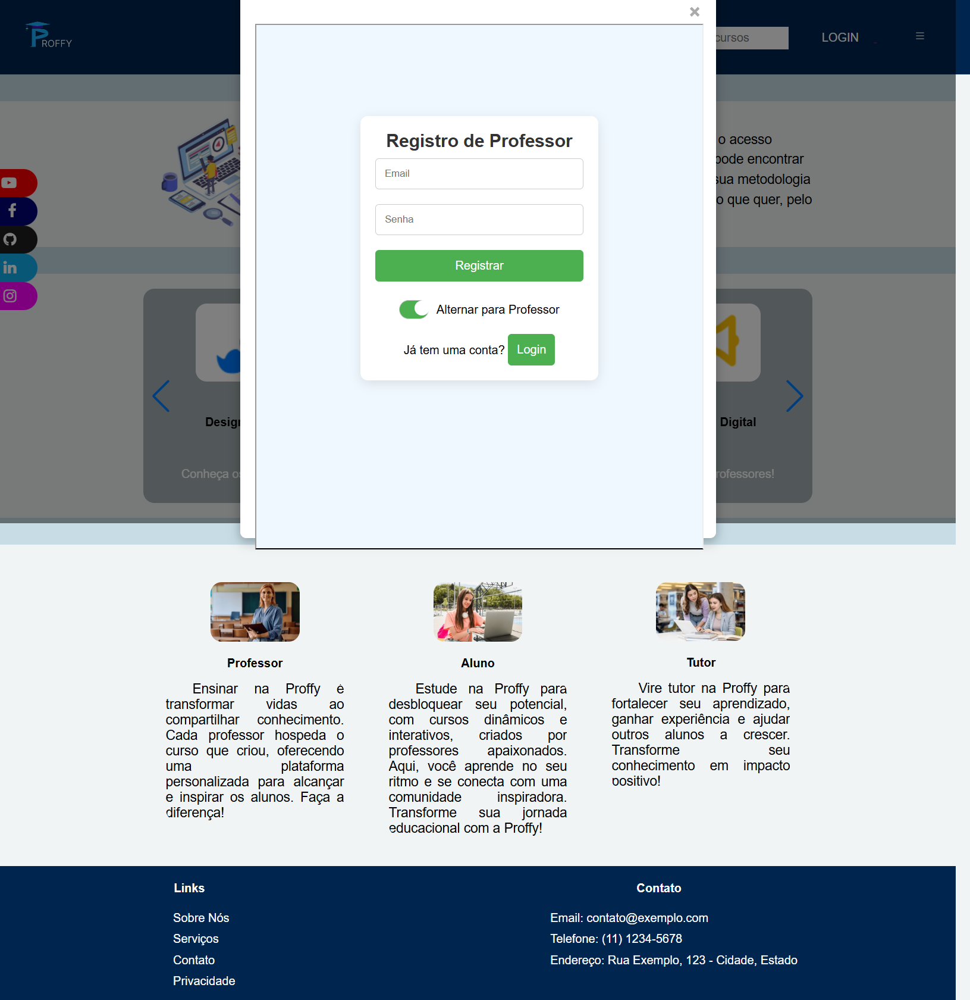 ×
PROFFY
cursos
LOGIN
☰
o acesso
pode encontrar
sua metodologia
o que quer, pelo
Registro de Professor
Email
Senha
Registrar
Alternar para Professor
Já tem uma conta? Login
Design
Digital
Conheça os
rofessores!
Professor
Ensinar na Proffy é
transformar vidas ao
compartilhar conhecimento.
Cada professor hospeda o
curso que criou, oferecendo
uma plataforma
personalizada para alcançar
e inspirar os alunos. Faça a
diferença!
Aluno
Estude na Proffy para
desbloquear seu potencial,
com cursos dinâmicos e
interativos, criados por
professores apaixonados.
Aqui, você aprende no seu
ritmo e se conecta com uma
comunidade inspiradora.
Transforme sua jornada
educacional com a Proffy!
Tutor
Vire tutor na Proffy para
fortalecer seu aprendizado,
ganhar experiência e ajudar
outros alunos a crescer.
Transforme seu
conhecimento em impacto
positivo!
Links
Sobre Nós
Serviços
Contato
Privacidade
Contato
Email: contato@exemplo.com
Telefone: (11) 1234-5678
Endereço: Rua Exemplo, 123 - Cidade, Estado